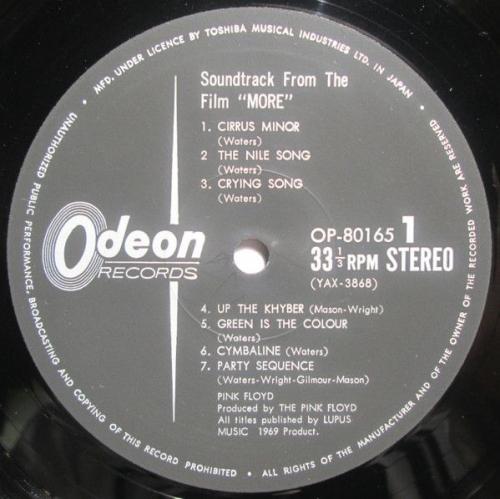 MFD. UNDER LICENCE BY TOSHIBA MUSICAL INDUSTRIES LTD. IN JAPAN
Soundtrack From The
Film "MORE"
1. CIRRUS MINOR
(Waters)
2 THE NILE SONG
(Waters)
3. CRYING SONG
(Waters)
Odeon
RECORDS
OP-80165 1
33 1/3 RPM STEREO
(YAX-3868)
4. UP THE KHYBER (Mason-Wright)
5. GREEN IS THE COLOUR
(Waters)
6. CYMBALINE (Waters)
7. PARTY SEQUENCE
(Waters-Wright-Gilmour-Mason)
PINK FLOYD
Produced by THE PINK FLOYD
All titles published by LUPUS
MUSIC 1969 Product.
UNAUTHORIZED PUBLIC PERFORMANCE, BROADCASTING AND COPYING OF THIS RECORD PROHIBITED • ALL RIGHTS OF THE MANUFACTURER AND OF THE OWNER OF THE RECORDED WORK ARE RESERVED